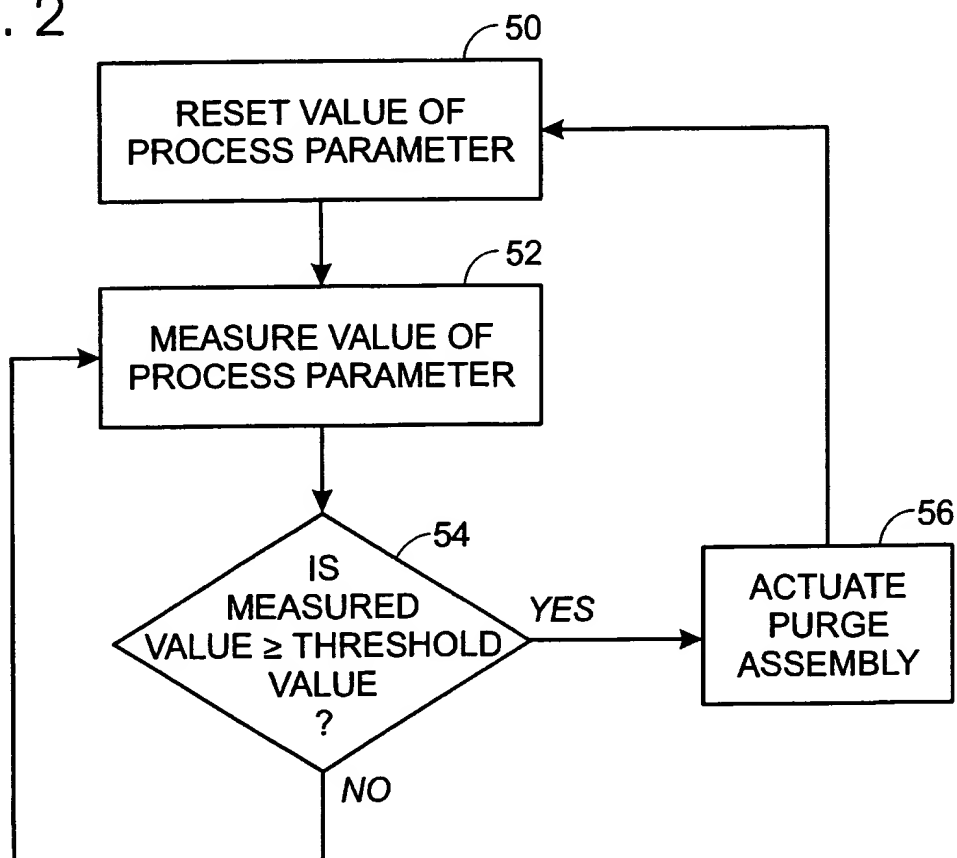 . 2
50
RESET VALUE OF
PROCESS PARAMETER
52
MEASURE VALUE OF
PROCESS PARAMETER
54
IS
MEASURED
VALUE ≥ THRESHOLD
VALUE
?
YES
56
ACTUATE
PURGE
ASSEMBLY
NO